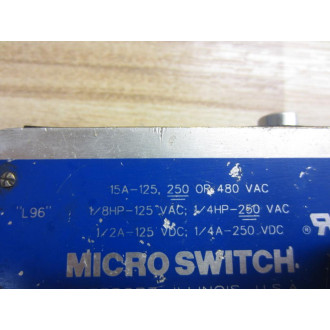 15A-125, 250 OR 480 VAC
"L96" 1/8HP-125 VAC; 1/4HP-250 VAC
1/2A-125 VDC; 1/4A-250 VDC ®
MICRO SWITCH
ILLINOIS, U.S.A.